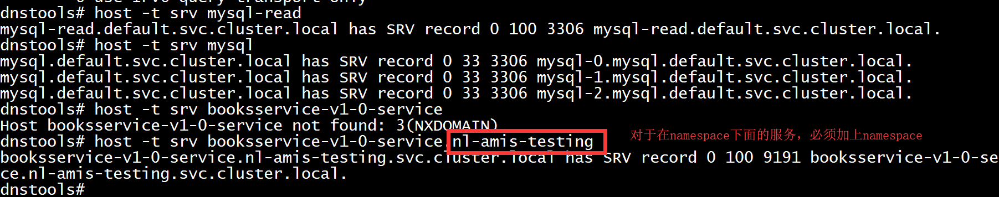 0 use IPv6 query transport only
dnstools# host -t srv mysql-read
mysql-read.default.svc.cluster.local has SRV record 0 100 3306 mysql-read.default.svc.cluster.local.
dnstools# host -t srv mysql
mysql.default.svc.cluster.local has SRV record 0 33 3306 mysql-0.mysql.default.svc.cluster.local.
mysql.default.svc.cluster.local has SRV record 0 33 3306 mysql-1.mysql.default.svc.cluster.local.
mysql.default.svc.cluster.local has SRV record 0 33 3306 mysql-2.mysql.default.svc.cluster.local.
dnstools# host -t srv booksservice-v1-0-service
Host booksservice-v1-0-service not found: 3(NXDOMAIN)
dnstools# host -t srv booksservice-v1-0-service.nl-amis-testing
对于在namespace下面的服务，必须加上namespace
booksservice-v1-0-service.nl-amis-testing.svc.cluster.local has SRV record 0 100 9191 booksservice-v1-0-se
ce.nl-amis-testing.svc.cluster.local.
dnstools#